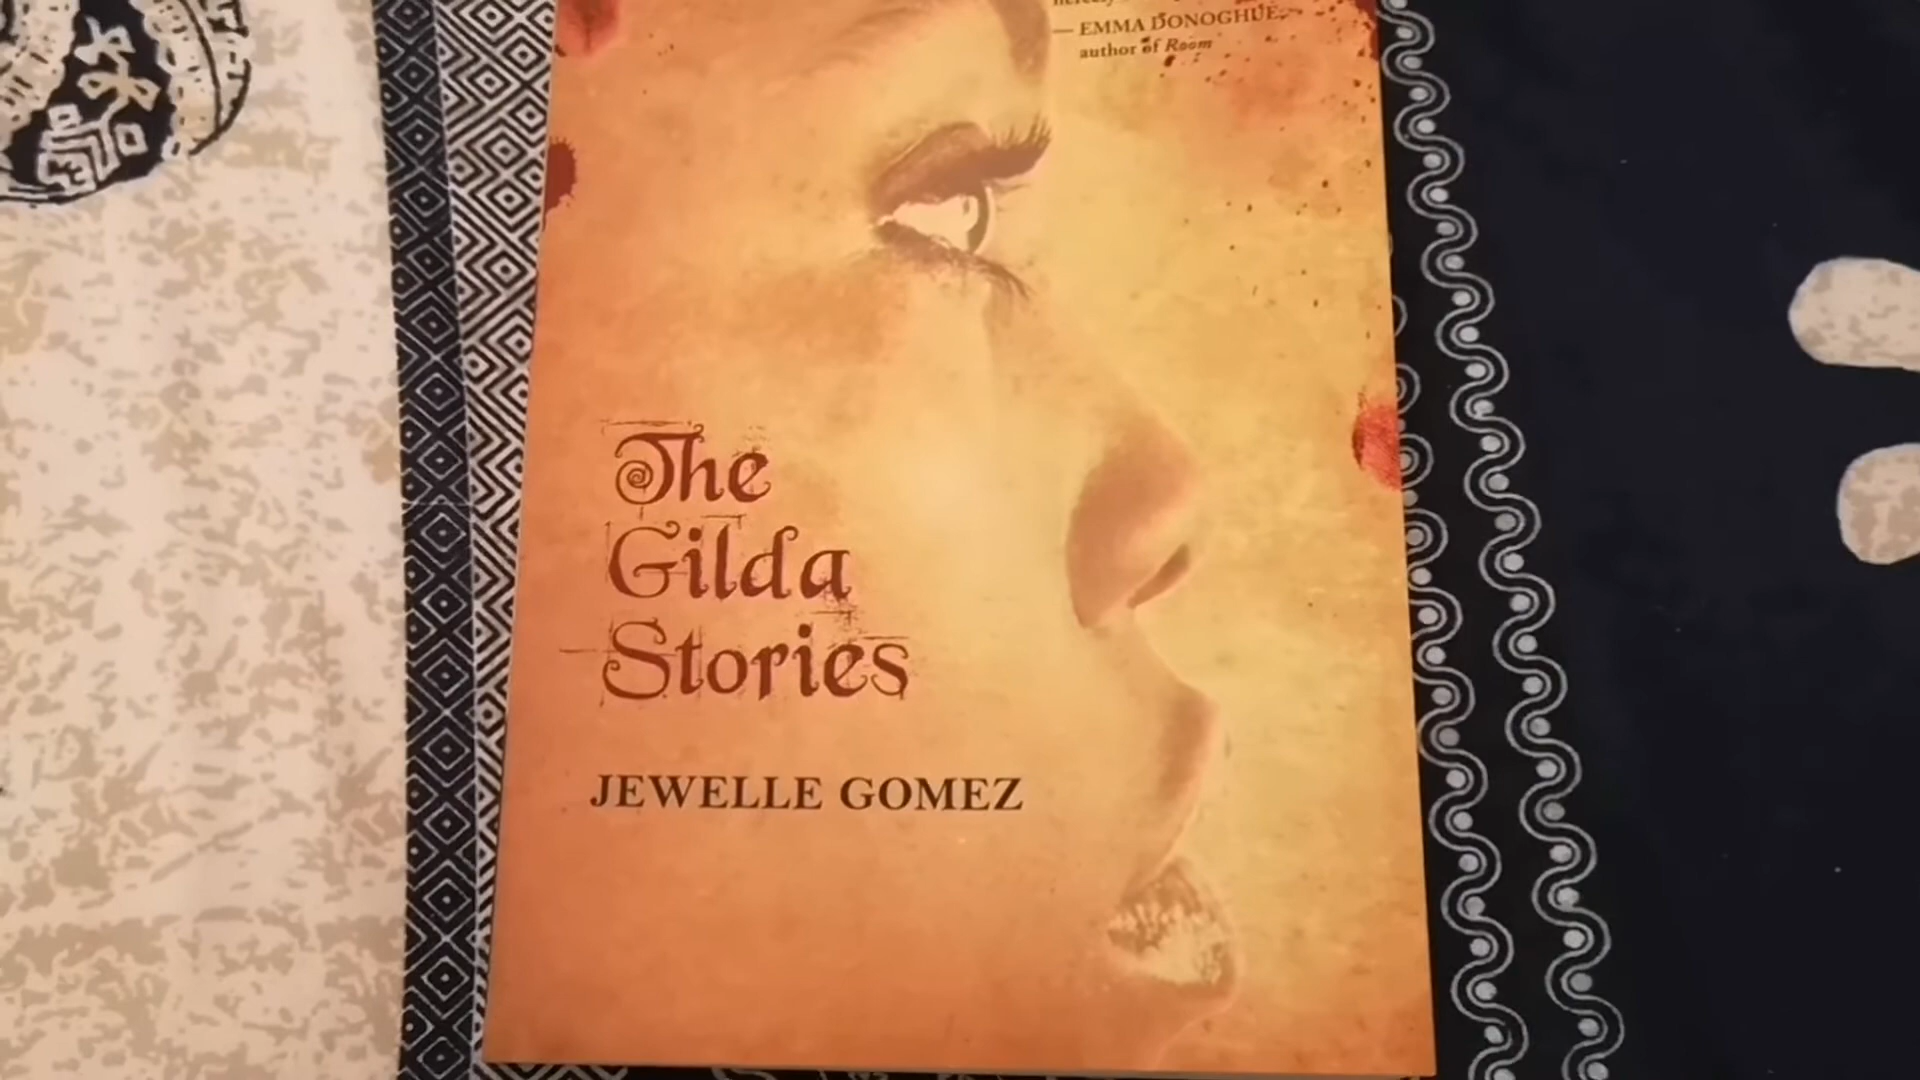 — EMMA DONOGHUE,
author of Room
The
Gilda
Stories
JEWELLE GOMEZ